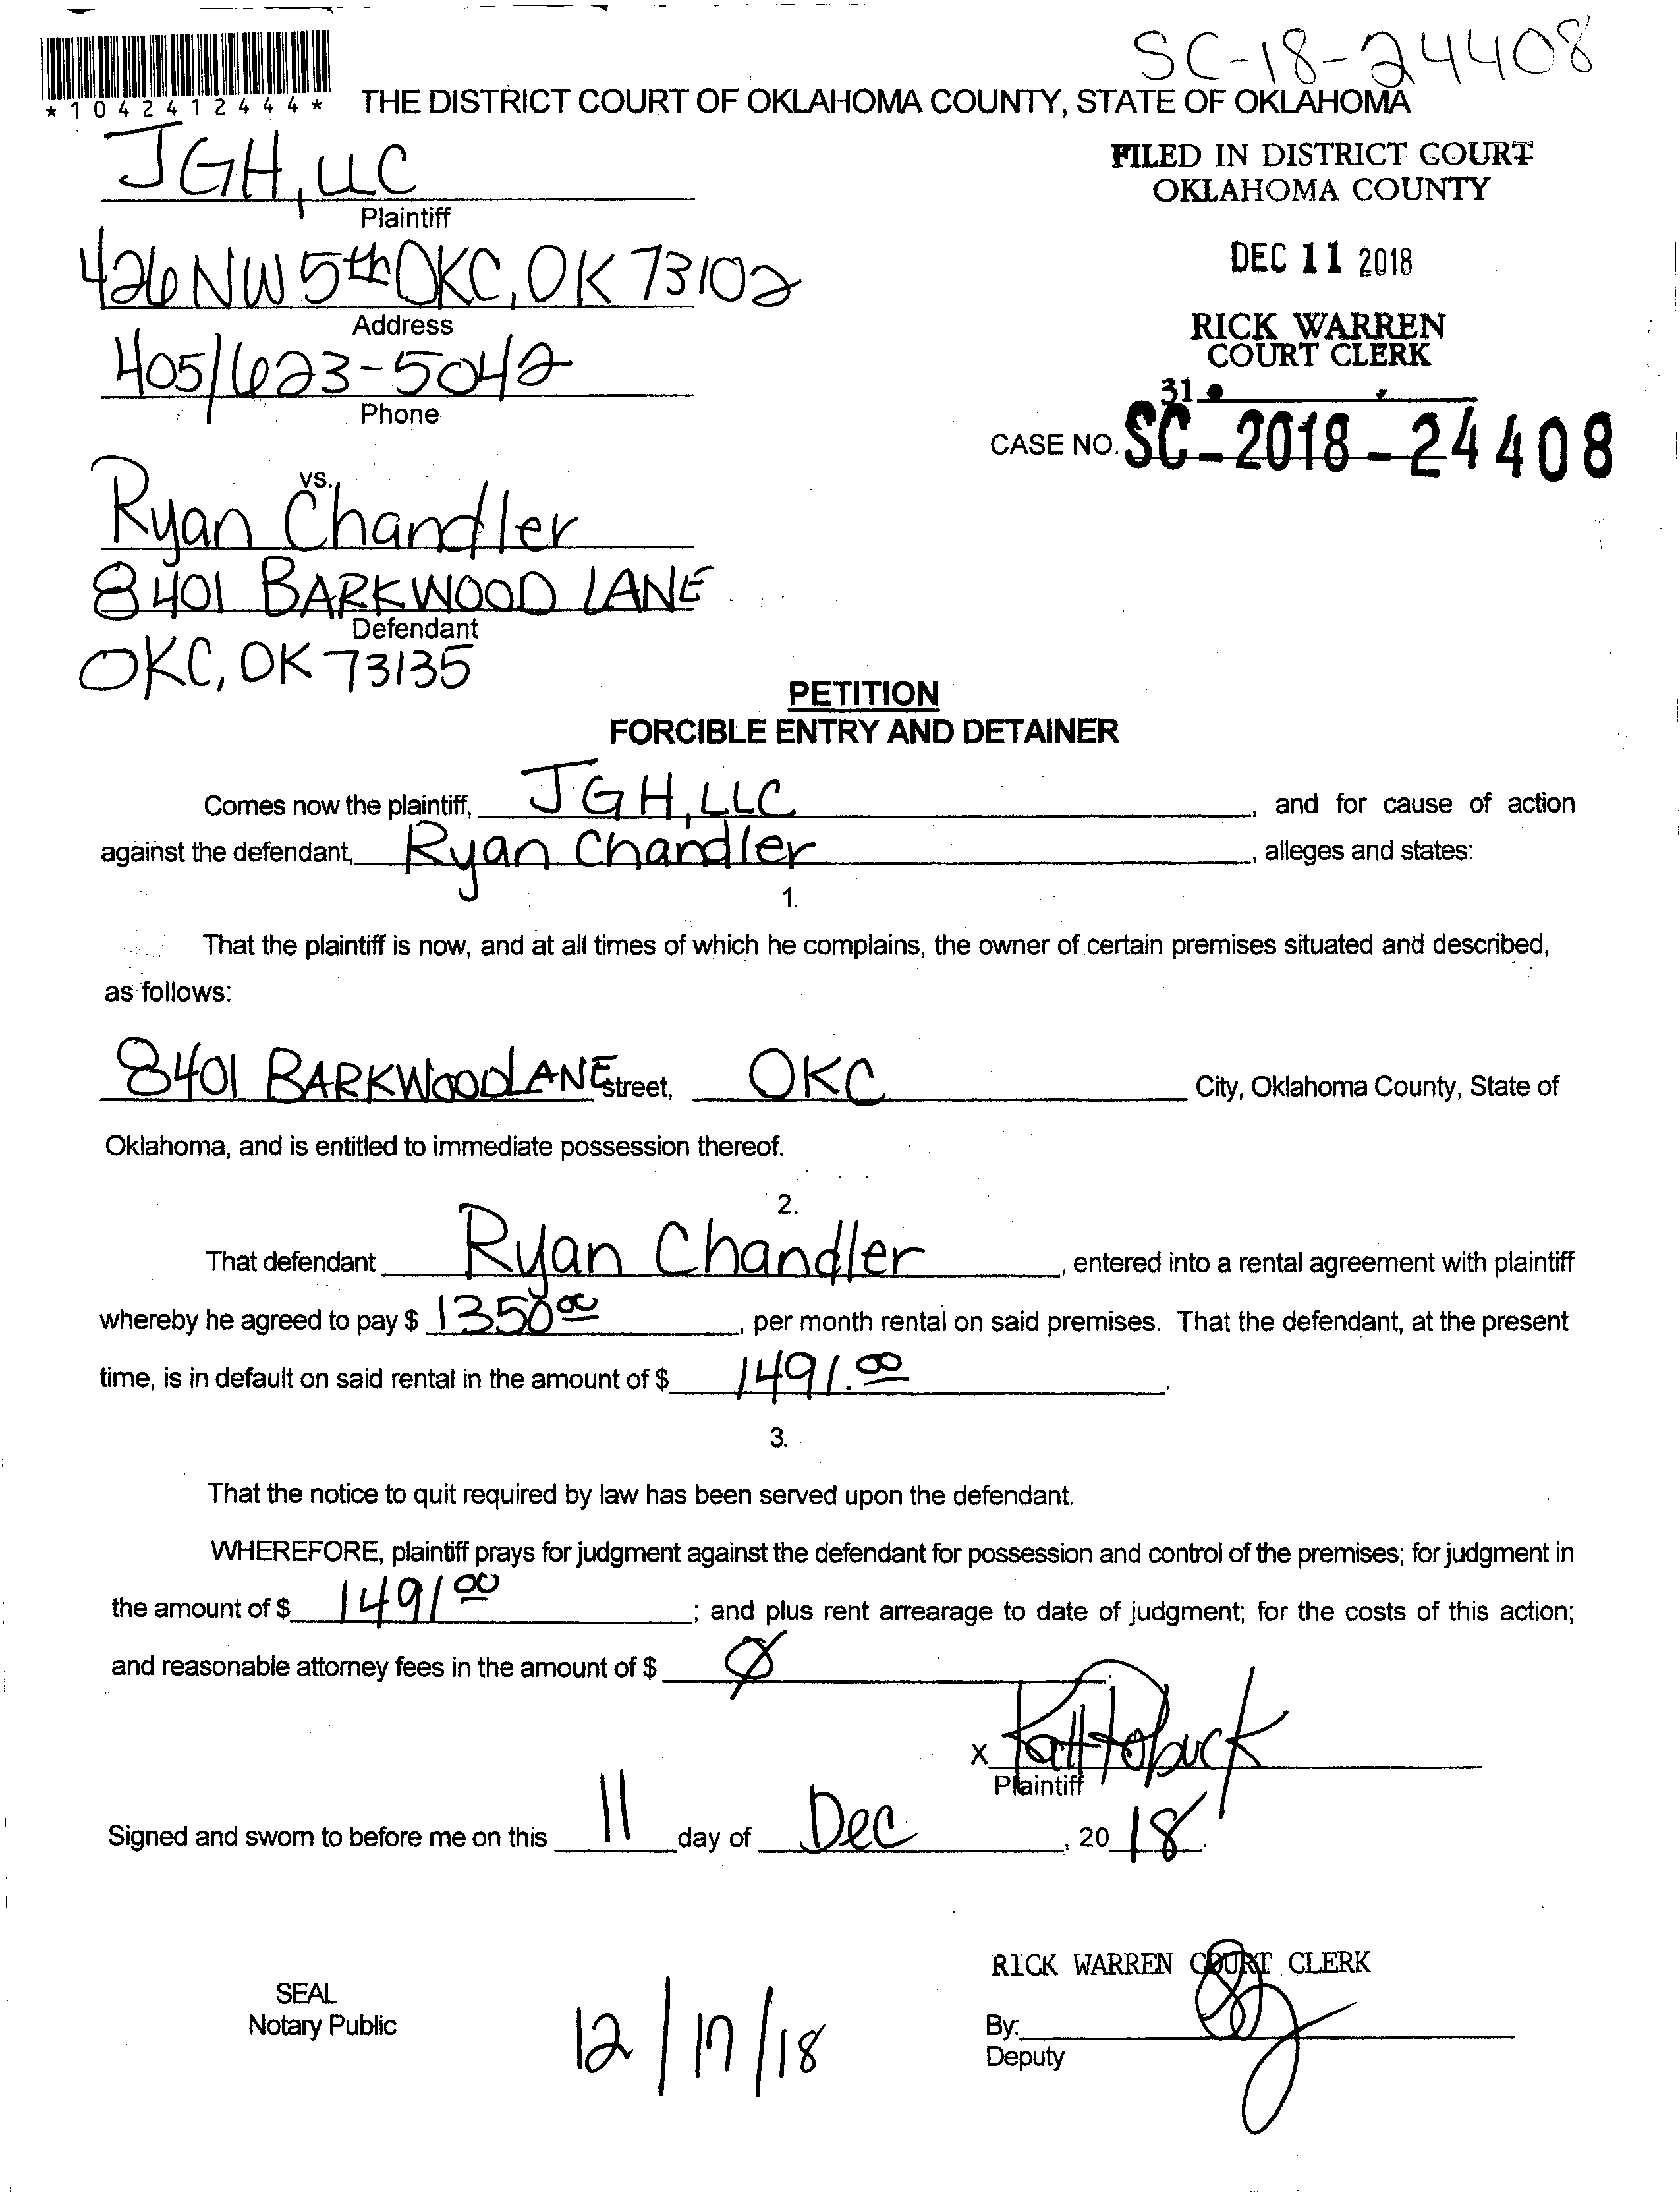 SC-18-24408
*1042412444*
THE DISTRICT COURT OF OKLAHOMA COUNTY, STATE OF OKLAHOMA
JGH, LLC
Plaintiff
FILED IN DISTRICT COURT
OKLAHOMA COUNTY
426 NW 5th OKC, OK 73102
Address
DEC 11 2018
405/623-5042
Phone
RICK WARREN
COURT CLERK
31
CASE NO. SC-2018-24408
vs.
Ryan Chandler
8401 BARKWOOD LANE
Defendant
OKC, OK 73135
PETITION
FORCIBLE ENTRY AND DETAINER
Comes now the plaintiff, JGH, LLC, and for cause of action
against the defendant, Ryan Chandler, alleges and states:
1.
That the plaintiff is now, and at all times of which he complains, the owner of certain premises situated and described,
as follows:
8401 BARKWOOD LANE street, OKC City, Oklahoma County, State of
Oklahoma, and is entitled to immediate possession thereof.
2.
That defendant Ryan Chandler, entered into a rental agreement with plaintiff
whereby he agreed to pay $ 1350 00, per month rental on said premises. That the defendant, at the present
time, is in default on said rental in the amount of $ 1491.00.
3.
That the notice to quit required by law has been served upon the defendant.
WHEREFORE, plaintiff prays for judgment against the defendant for possession and control of the premises; for judgment in
the amount of $ 1491 00; and plus rent arrearage to date of judgment; for the costs of this action;
and reasonable attorney fees in the amount of $ Ø.
X
Plaintiff
Signed and sworn to before me on this 11 day of Dec, 2018.
RICK WARREN COURT CLERK
SEAL
Notary Public
12/17/18
By:
Deputy